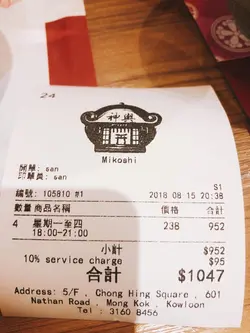 24
神輿
Mikoshi
開單: san
印單員: san
S1
編號: 105810 #1 2018 08 15 20:38
數量 商品名稱 價格 合計
4 星期一至四 238 952
18:00-21:00
小計 $952
10% service charge $95
合計 $1047
Address: 5/F , Chong Hing Square , 601
Nathan Road , Mong Kok , Kowloon
Tel : 3160 8456